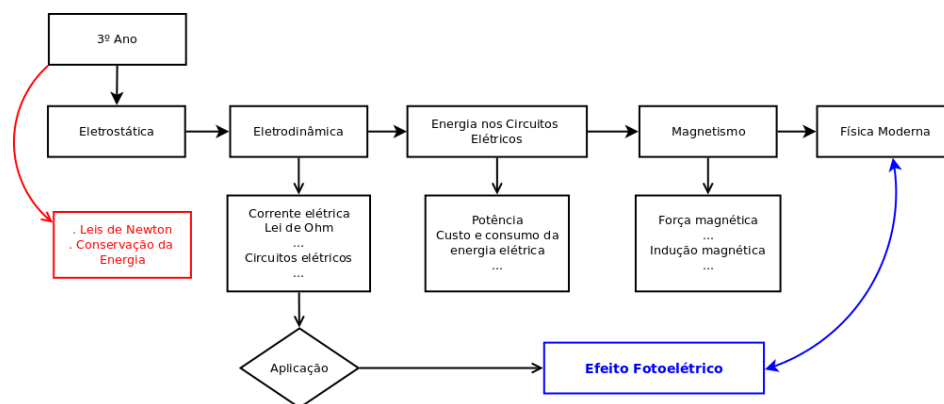 3º Ano
Eletrostática
Eletrodinâmica
Energia nos Circuitos
Elétricos
Magnetismo
Física Moderna
. Leis de Newton
. Conservação da
Energia
Corrente elétrica
Lei de Ohm
...
Circuitos elétricos
...
Potência
Custo e consumo da
energia elétrica
...
Força magnética
...
Indução magnética
...
Aplicação
Efeito Fotoelétrico